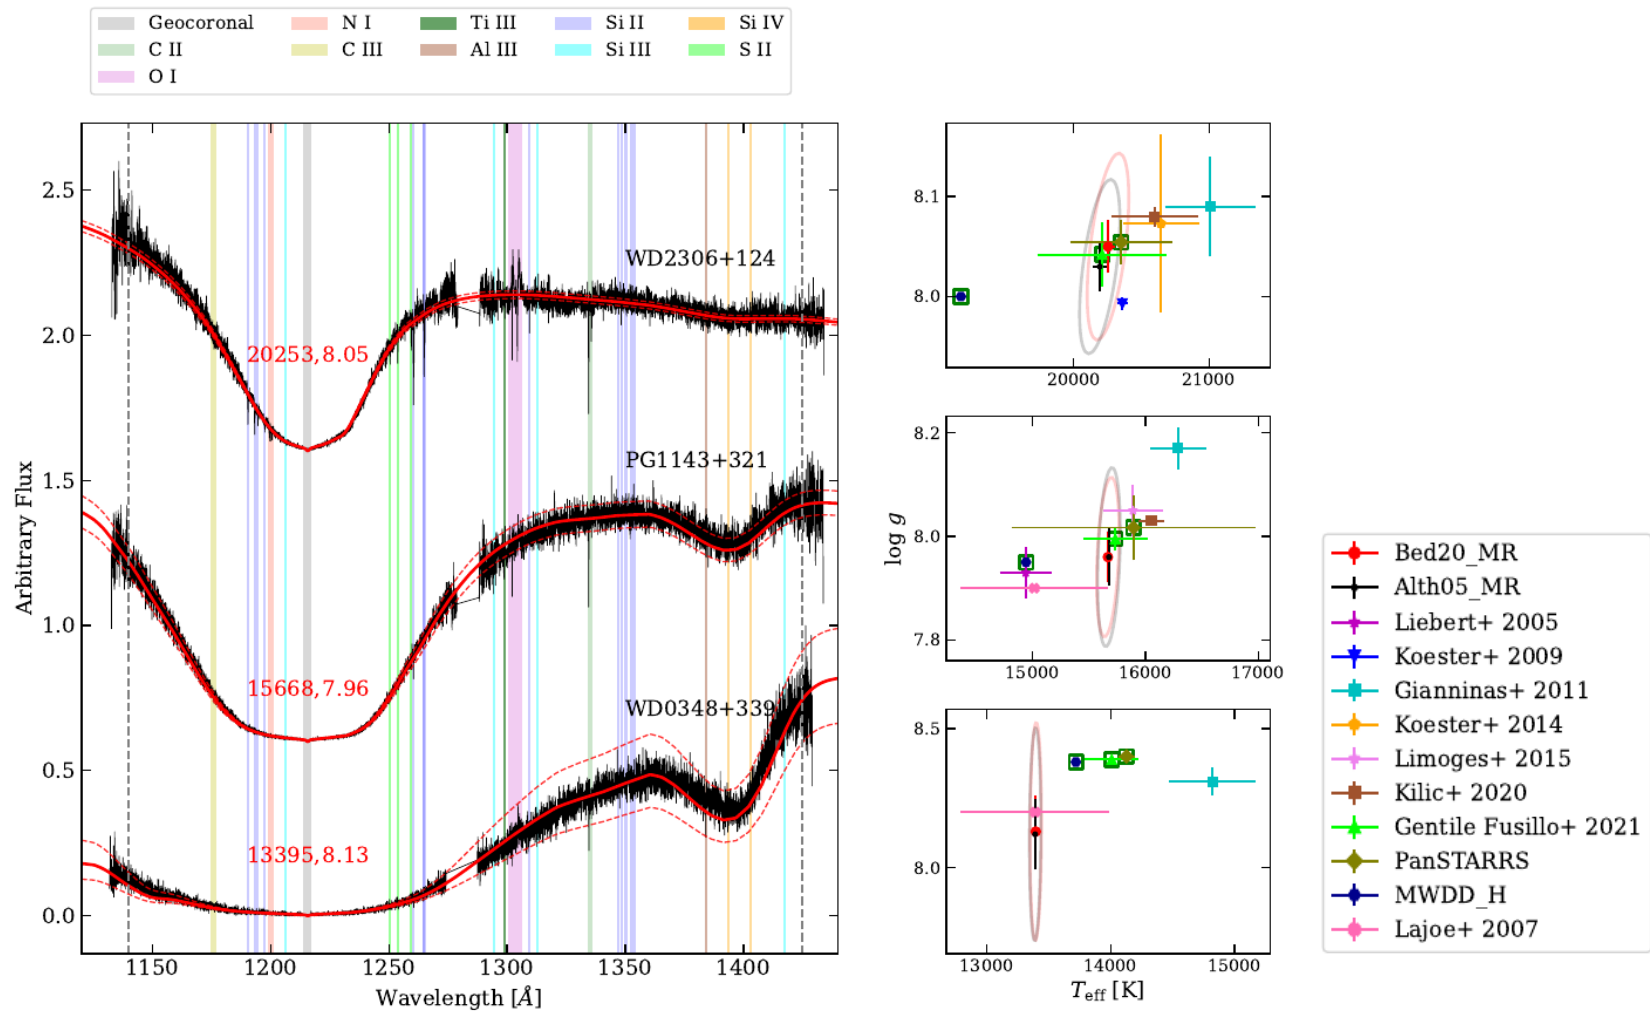 Geocoronal N I Ti III Si II Si IV
C II C III Al III Si III S II
O I
2.5
2.0
1.5
1.0
0.5
0.0
Arbitrary Flux
WD2306+124
20253,8.05
PG1143+321
15668,7.96
WD0348+339
13395,8.13
1150 1200 1250 1300 1350 1400
Wavelength [Å]
8.1
8.0
20000 21000
8.2
8.0
7.8
log g
15000 16000 17000
8.5
8.0
13000 14000 15000
Teff [K]
Bed20_MR
Alth05_MR
Liebert+ 2005
Koester+ 2009
Gianninas+ 2011
Koester+ 2014
Limoges+ 2015
Kilic+ 2020
Gentile Fusillo+ 2021
PanSTARRS
MWDD_H
Lajoe+ 2007